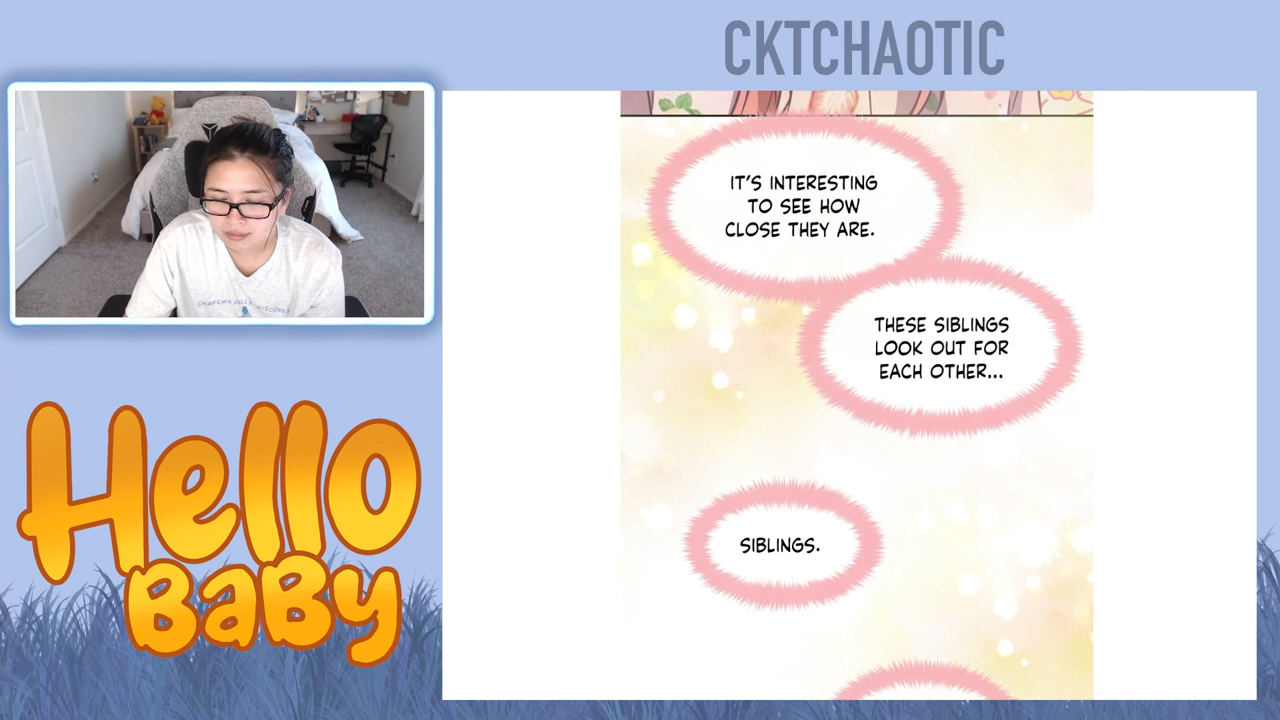 CKTCHAOTIC
IT'S INTERESTING
TO SEE HOW
CLOSE THEY ARE.
THESE SIBLINGS
LOOK OUT FOR
EACH OTHER...
SIBLINGS.
Hello
BaBy